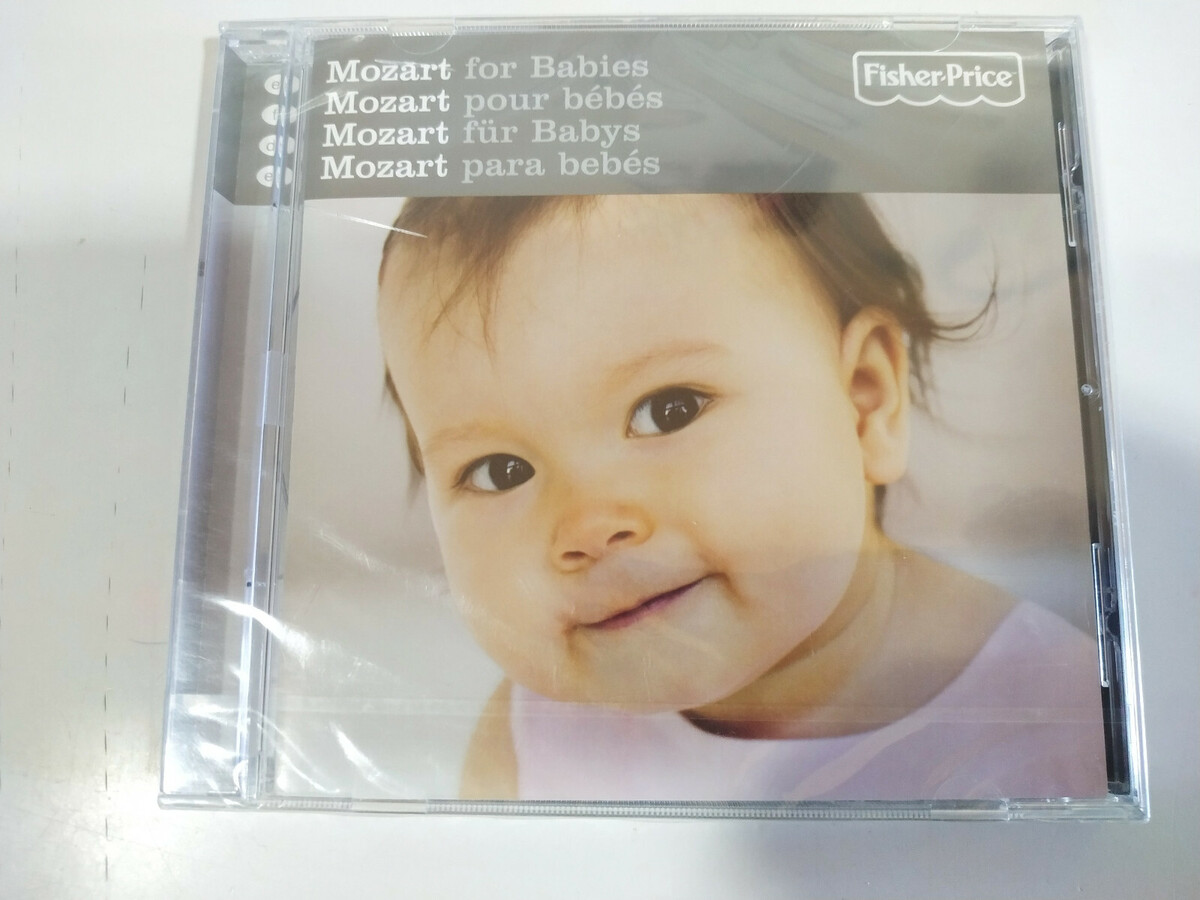 Mozart for Babies
Mozart pour bébés
Mozart für Babys
Mozart para bebés
Fisher-Price